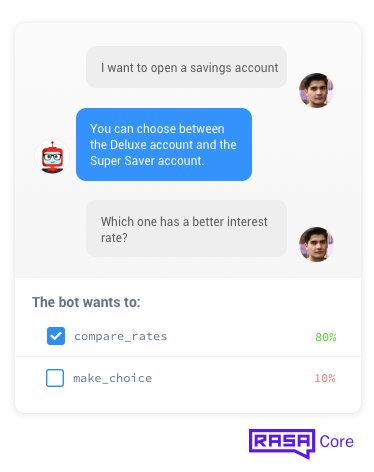 I want to open a savings account
You can choose between
the Deluxe account and the
Super Saver account.
Which one has a better interest
rate?
The bot wants to:
compare_rates 80%
make_choice 10%
RASA Core